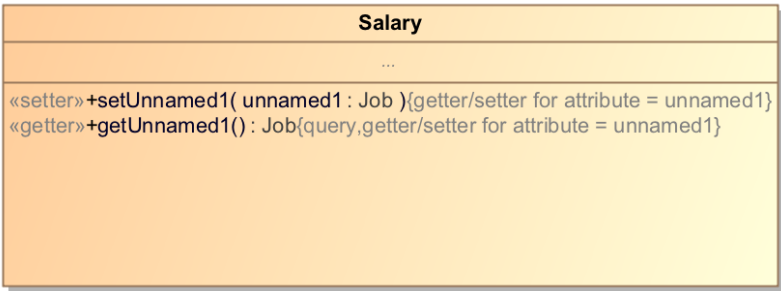 Salary
...
«setter»+setUnnamed1( unnamed1 : Job ){getter/setter for attribute = unnamed1}
«getter»+getUnnamed1() : Job{query,getter/setter for attribute = unnamed1}